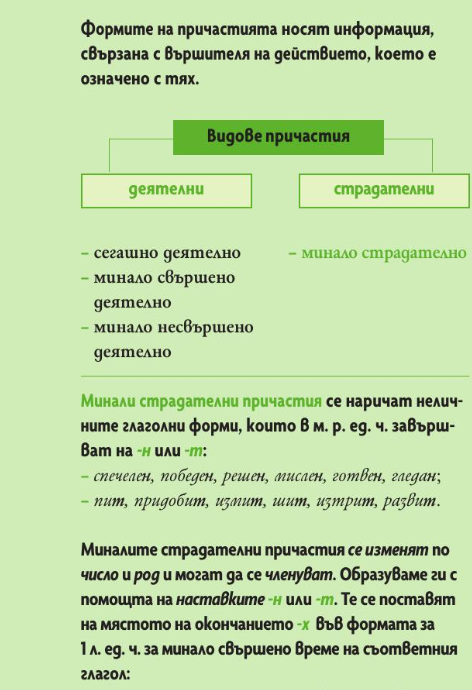 Формите на причастията носят информация,
свързана с вършителя на действието, което е
означено с тях.
Видове причастия
деятелни
страдателни
– сегашно деятелно
– минало свършено
деятелно
– минало несвършено
деятелно
– минало страдателно
Минали страдателни причастия се наричат нелич-
ните глаголни форми, които в м. р. ед. ч. завърш-
ват на -н или -т:
– спечелен, победен, решен, мислен, готвен, гледан;
– пит, придобит, измит, шит, изтрит, развит.
Миналите страдателни причастия се изменят по
число и род и могат да се членуват. Образуваме ги с
помощта на наставките -н или -т. Те се поставят
на мястото на окончанието -х във формата за
1 л. ед. ч. за минало свършено време на съответния
глагол: